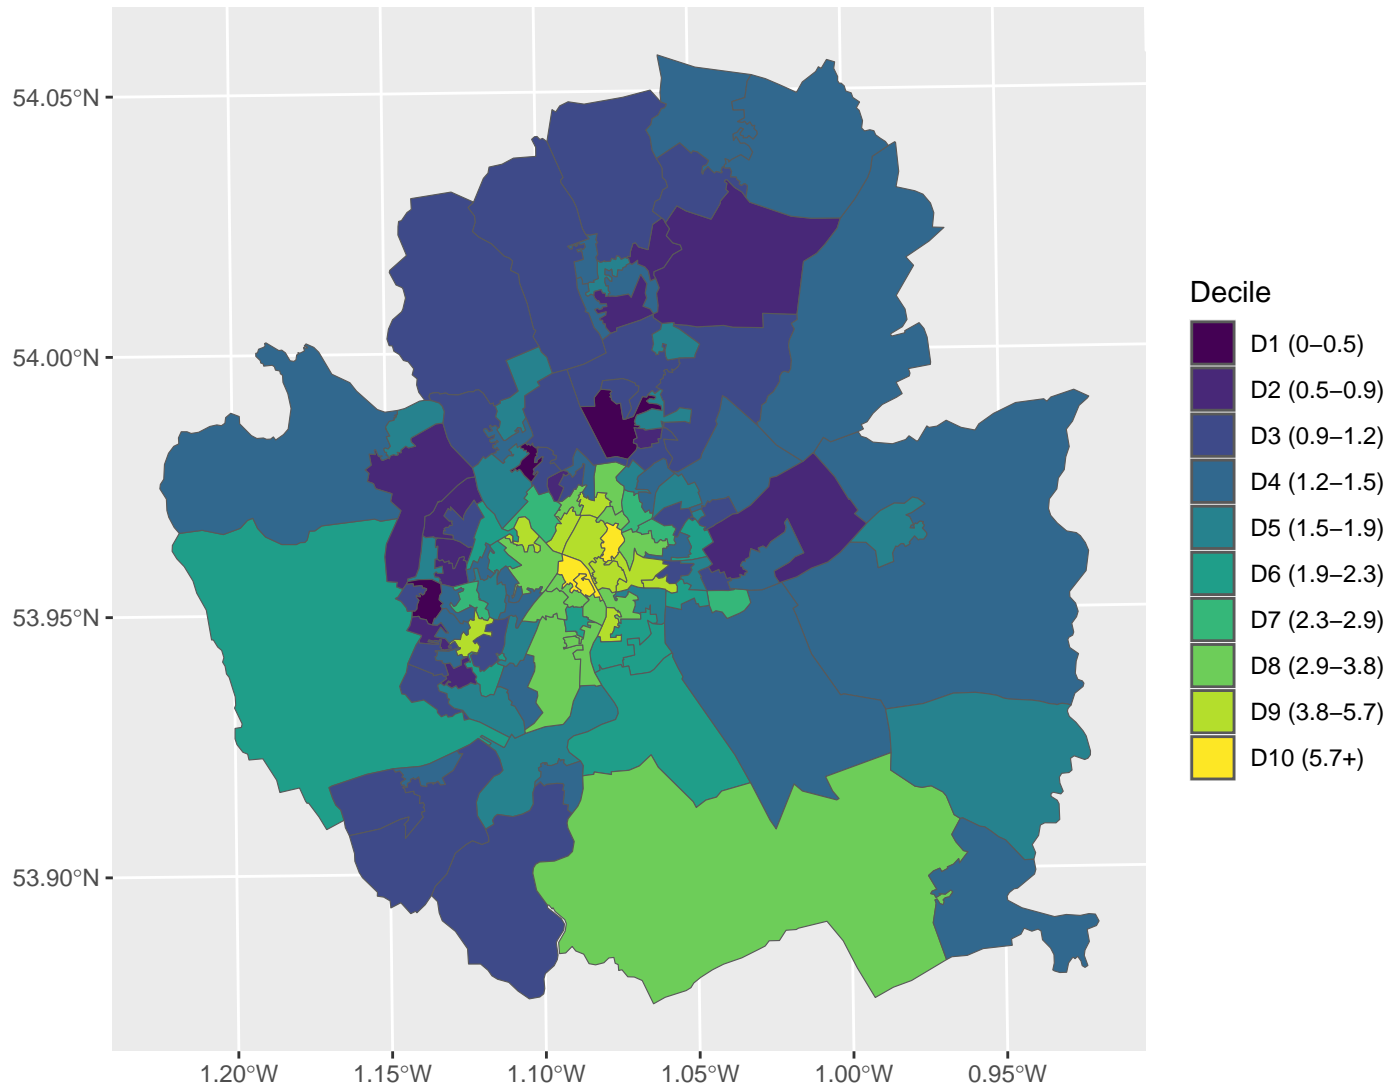 54.05°N
54.00°N
53.95°N
53.90°N
1.20°W
1.15°W
1.10°W
1.05°W
1.00°W
0.95°W
Decile
D1 (0–0.5)
D2 (0.5–0.9)
D3 (0.9–1.2)
D4 (1.2–1.5)
D5 (1.5–1.9)
D6 (1.9–2.3)
D7 (2.3–2.9)
D8 (2.9–3.8)
D9 (3.8–5.7)
D10 (5.7+)